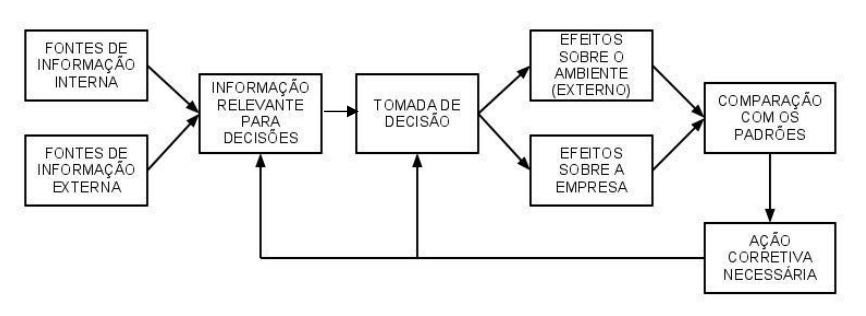 FONTES DE
INFORMAÇÃO
INTERNA
FONTES DE
INFORMAÇÃO
EXTERNA
INFORMAÇÃO
RELEVANTE
PARA
DECISÕES
TOMADA DE
DECISÃO
EFEITOS
SOBRE O
AMBIENTE
(EXTERNO)
EFEITOS
SOBRE A
EMPRESA
COMPARAÇÃO
COM OS
PADRÕES
AÇÃO
CORRETIVA
NECESSÁRIA